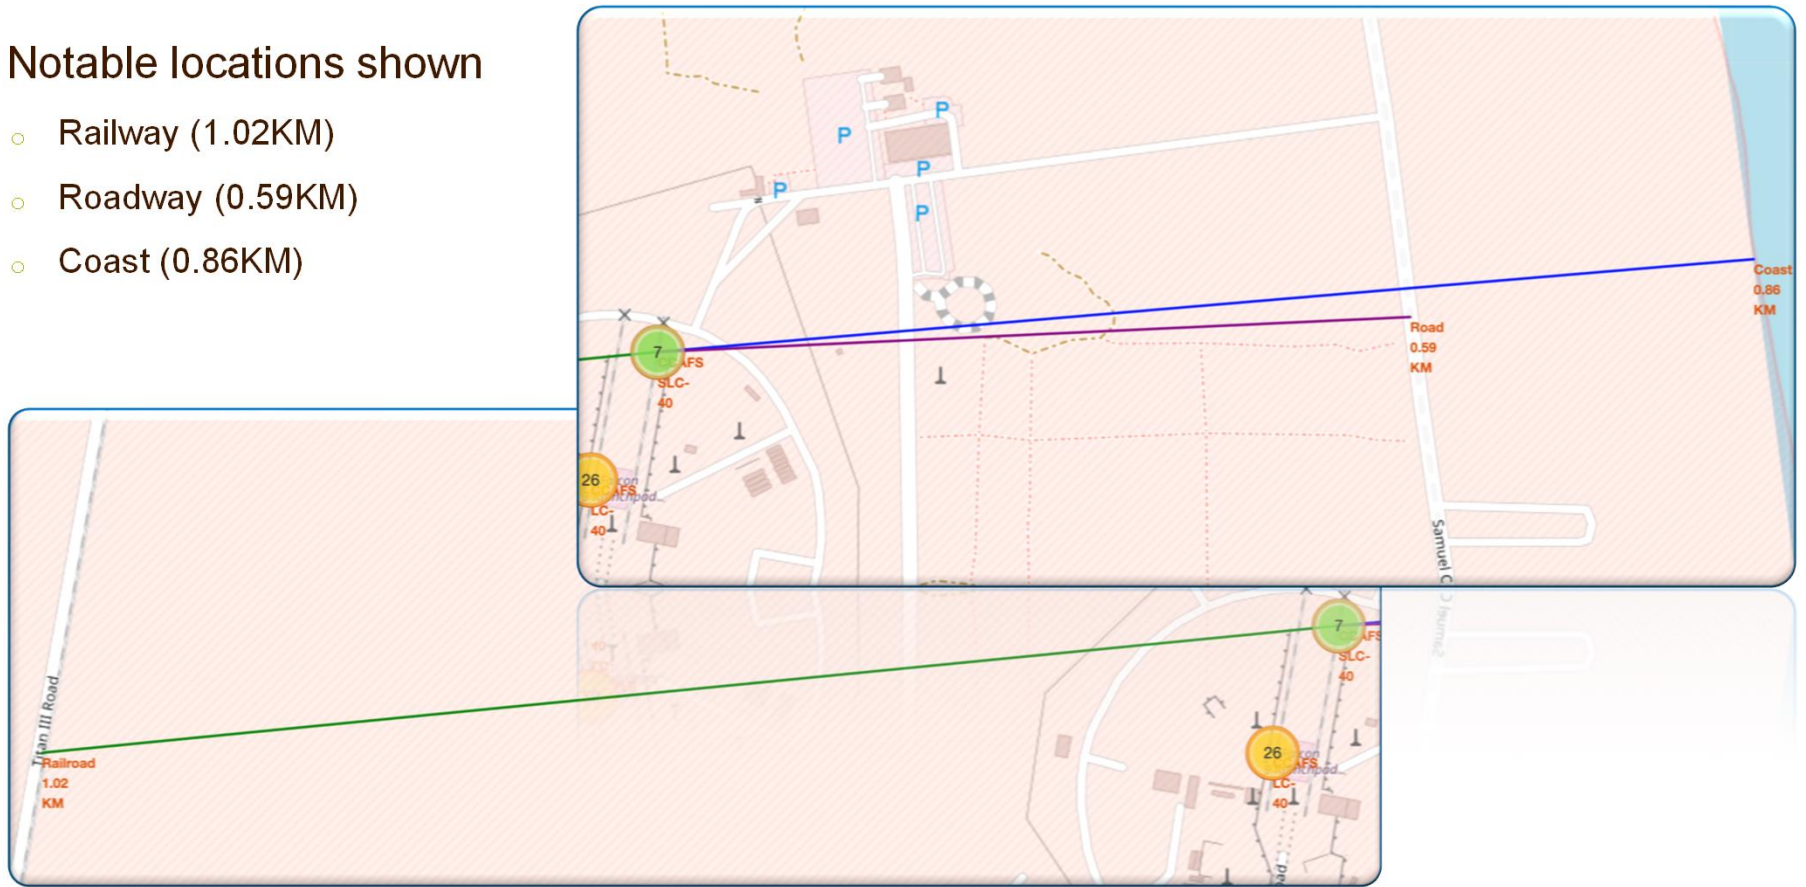 Notable locations shown
Railway (1.02KM)
Roadway (0.59KM)
Coast (0.86KM)
P
P
P
P
P
Coast
0.86
KM
Road
0.59
KM
7
SLC-
40
26
LC-
40
Samuel C
7
SLC-
40
26
LC-
40
Titan III Road
Railroad
1.02
KM